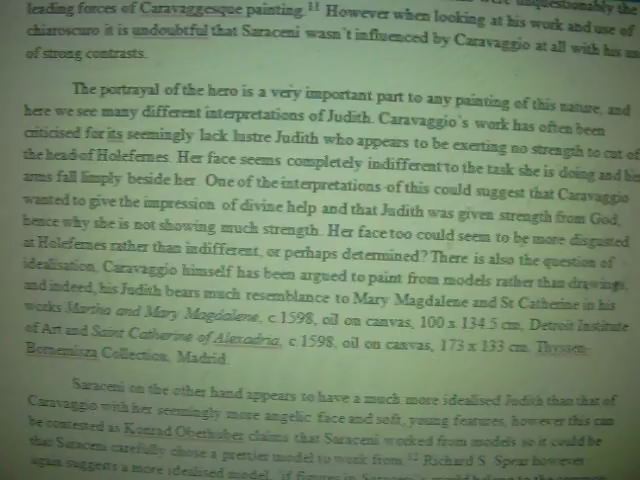 unquestionably the
leading forces of Caravaggesque painting.¹¹ However when looking at his work and use of
chiaroscuro it is undoubtful that Saraceni wasn't influenced by Caravaggio at all with his
of strong contrasts.
The portrayal of the hero is a very important part to any painting of this nature, and
here we see many different interpretations of Judith. Caravaggio's work has often been
criticised for its seemingly lack lustre Judith who appears to be exerting no strength to cut of
the head of Holefernes. Her face seems completely indifferent to the task she is doing and her
arms fall limply beside her. One of the interpretations of this could suggest that Caravaggio
wanted to give the impression of divine help and that Judith was given strength from God,
hence why she is not showing much strength. Her face too could seem to be more disgusted
at Holefernes rather than indifferent, or perhaps determined? There is also the question of
idealisation. Caravaggio himself has been argued to paint from models rather than drawings,
and indeed, his Judith bears much resemblance to Mary Magdalene and St Catherine in his
works Martha and Mary Magdalene, c.1598, oil on canvas, 100 x 134.5 cm, Detroit Institute
of Art and Saint Catherine of Alexadria, c.1598, oil on canvas, 173 x 133 cm. Thyssen-
Bornemisza Collection, Madrid.
Saraceni on the other hand appears to have a much more idealised Judith than that of
Caravaggio with her seemingly more angelic face and soft, young features, however this can
be contested as Konrad Oberhuber claims that Saraceni worked from models so it could be
that Saraceni carefully chose a prettier model to work from.¹² Richard S. Spear however
again suggests a more idealised model, if figures in Saraceni's would belong to the common